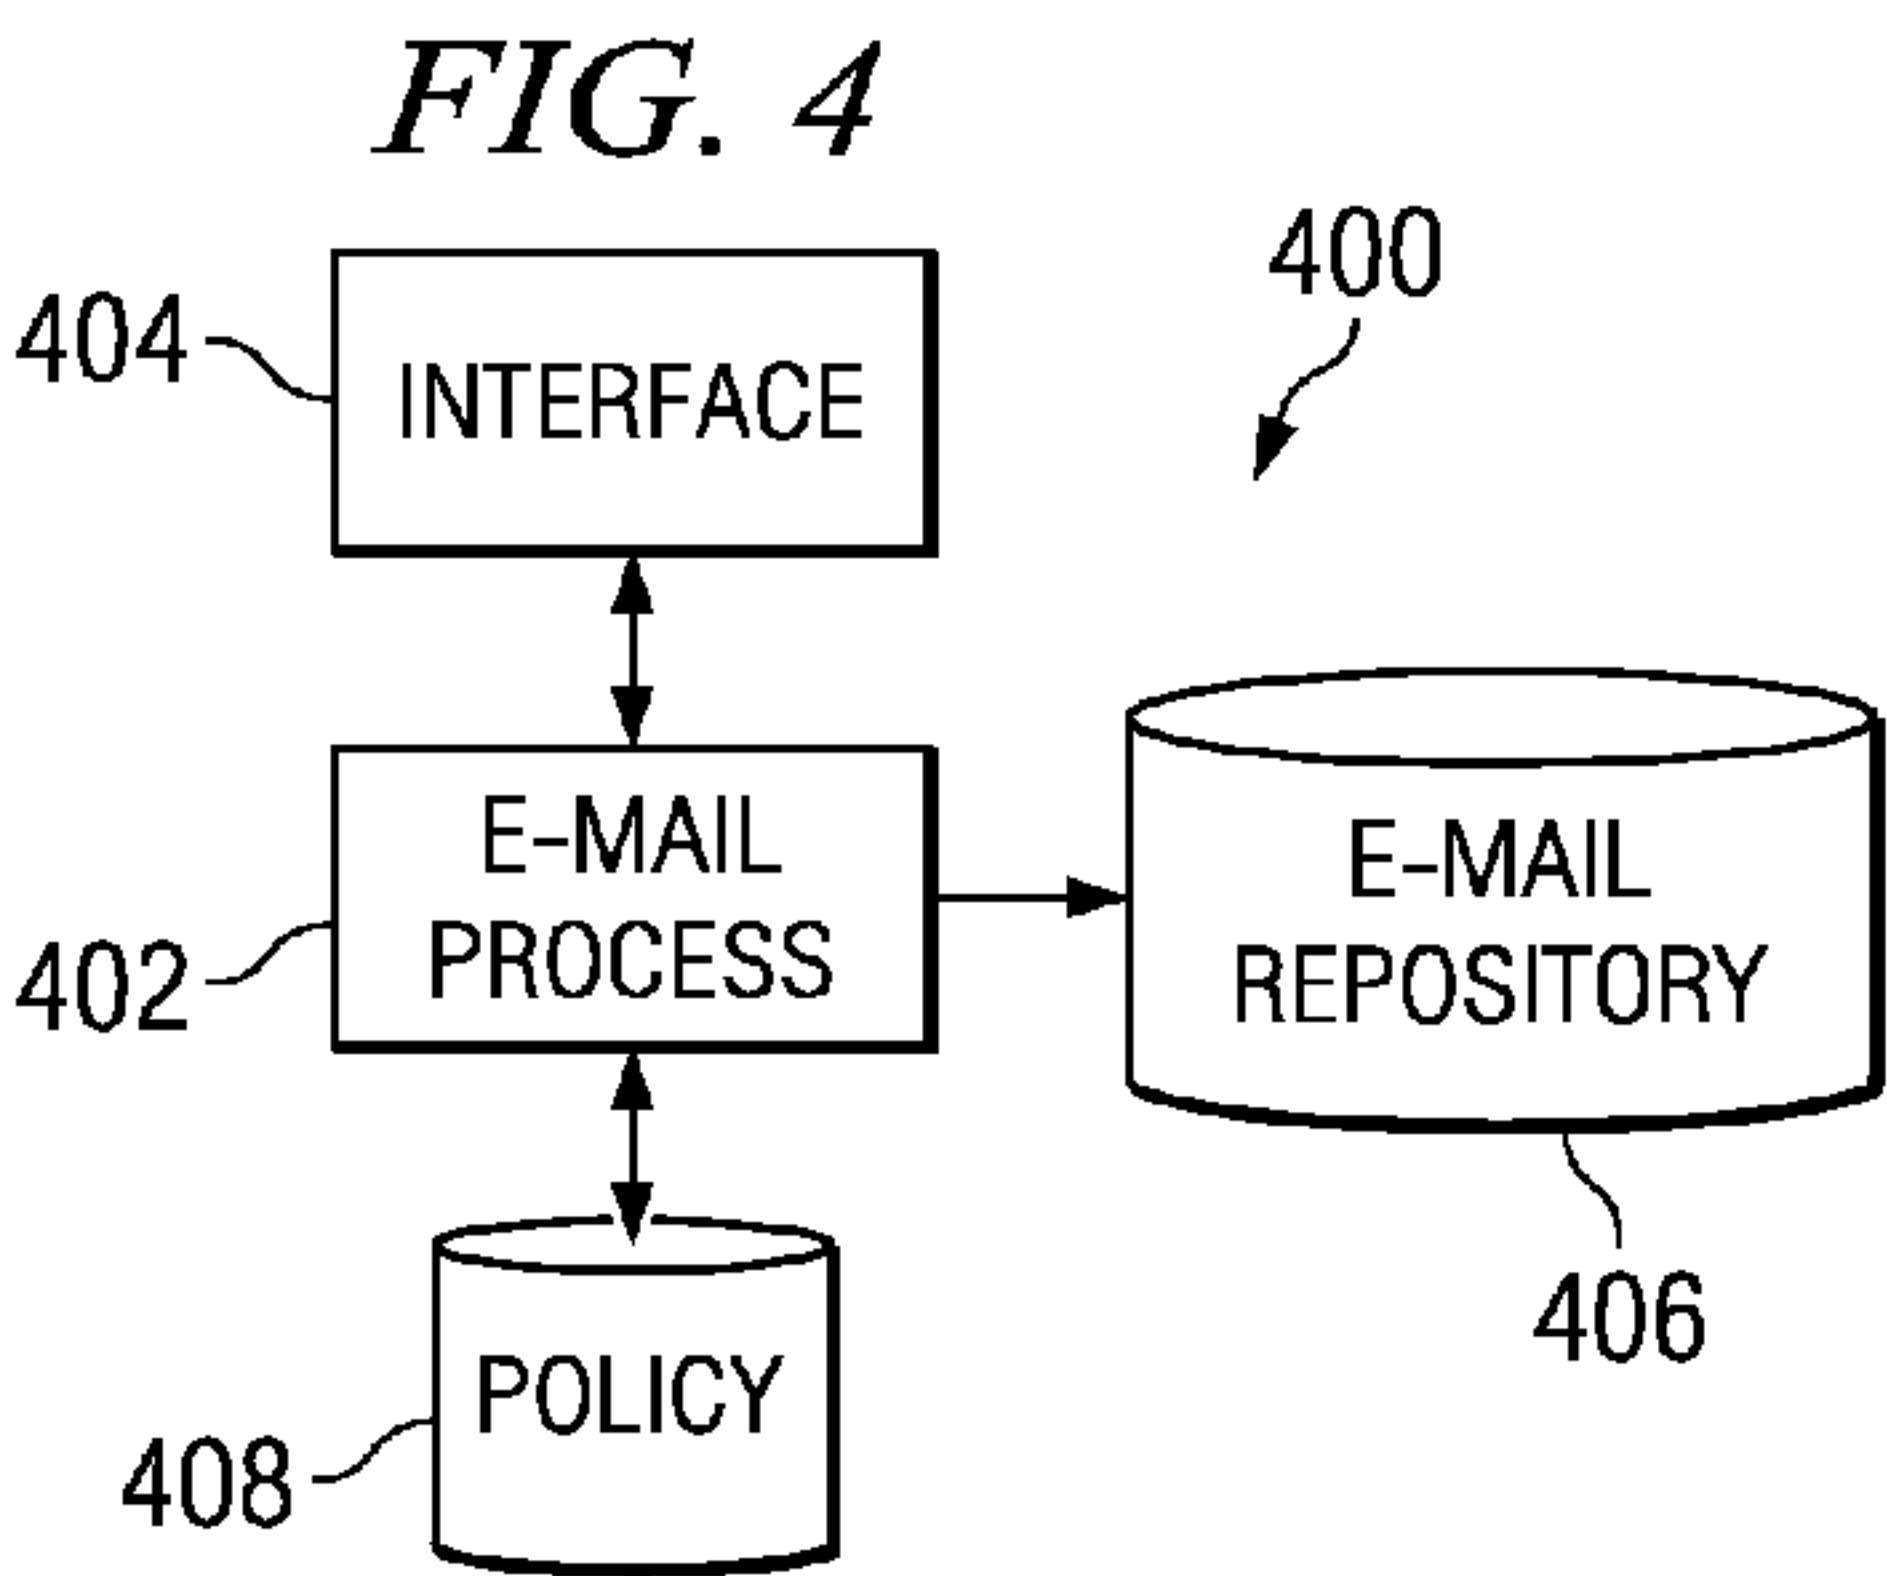 FIG. 4
400
404
INTERFACE
E-MAIL
PROCESS
402
E-MAIL
REPOSITORY
406
POLICY
408